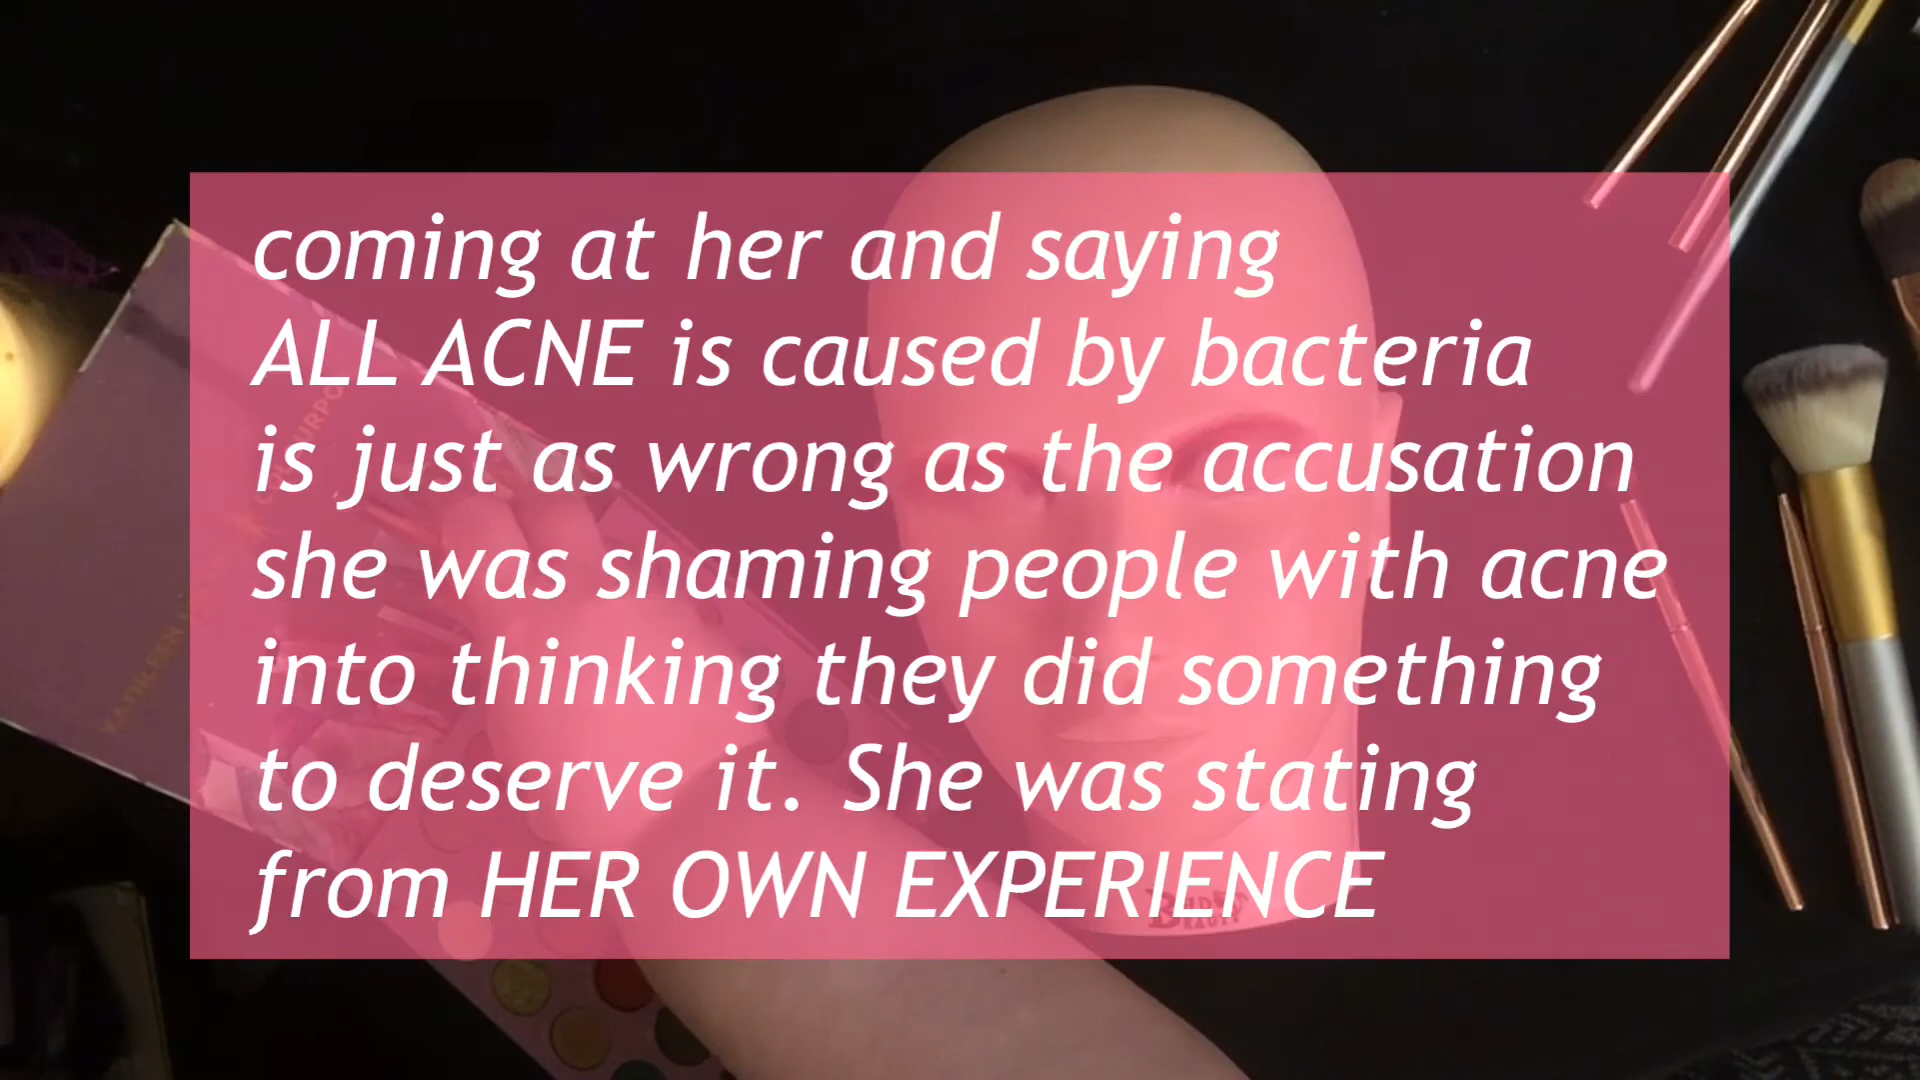 coming at her and saying
ALL ACNE is caused by bacteria
is just as wrong as the accusation
she was shaming people with acne
into thinking they did something
to deserve it. She was stating
from HER OWN EXPERIENCE
KATHLEEN